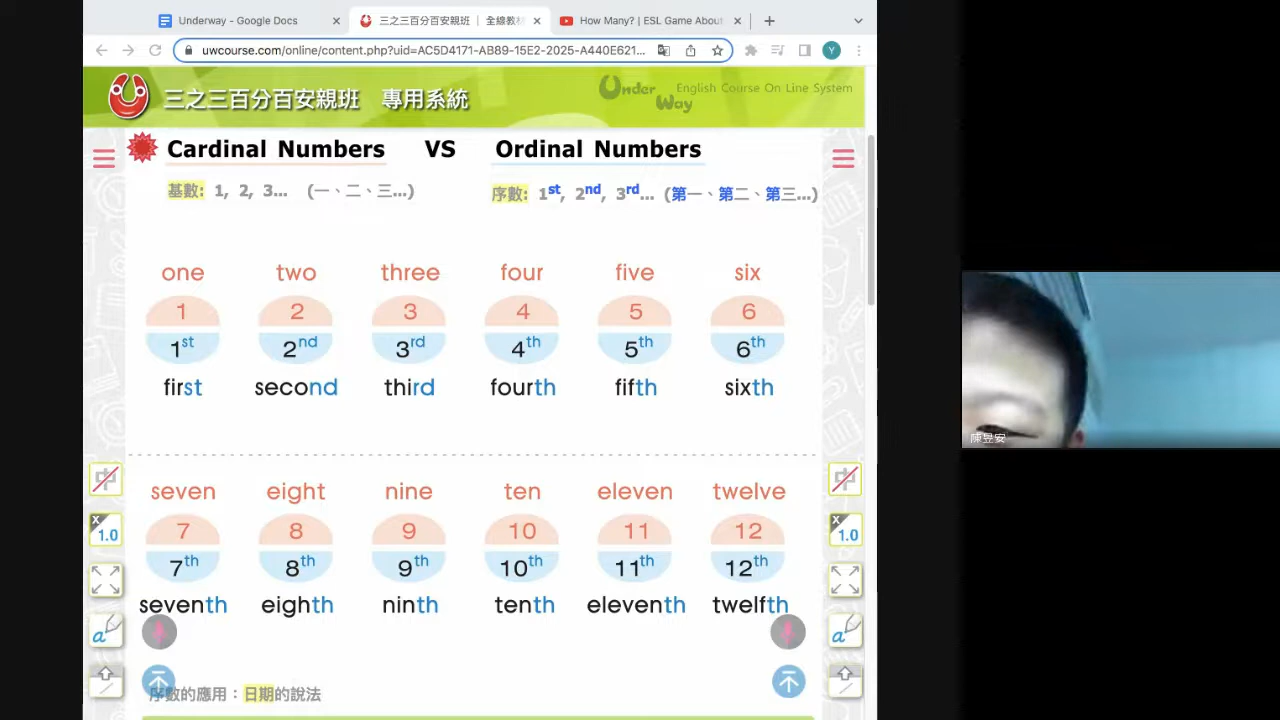 Underway - Google Docs
三之三百分百安親班 | 全線教材
How Many? | ESL Game About
uwcourse.com/online/content.php?uid=AC5D4171-AB89-15E2-2025-A440E621...
Y
三之三百分百安親班 專用系統
Under Way English Course On Line System
Cardinal Numbers VS Ordinal Numbers
基數: 1, 2, 3... (一、二、三...)
序數: 1st, 2nd, 3rd... (第一、第二、第三...)
one two three four five six
1 2 3 4 5 6
1st 2nd 3rd 4th 5th 6th
first second third fourth fifth sixth
中 中
seven eight nine ten eleven twelve
7 8 9 10 11 12
x 1.0 x 1.0
7th 8th 9th 10th 11th 12th
seventh eighth ninth tenth eleventh twelfth
a a
序數的應用：日期的說法
陳昱安